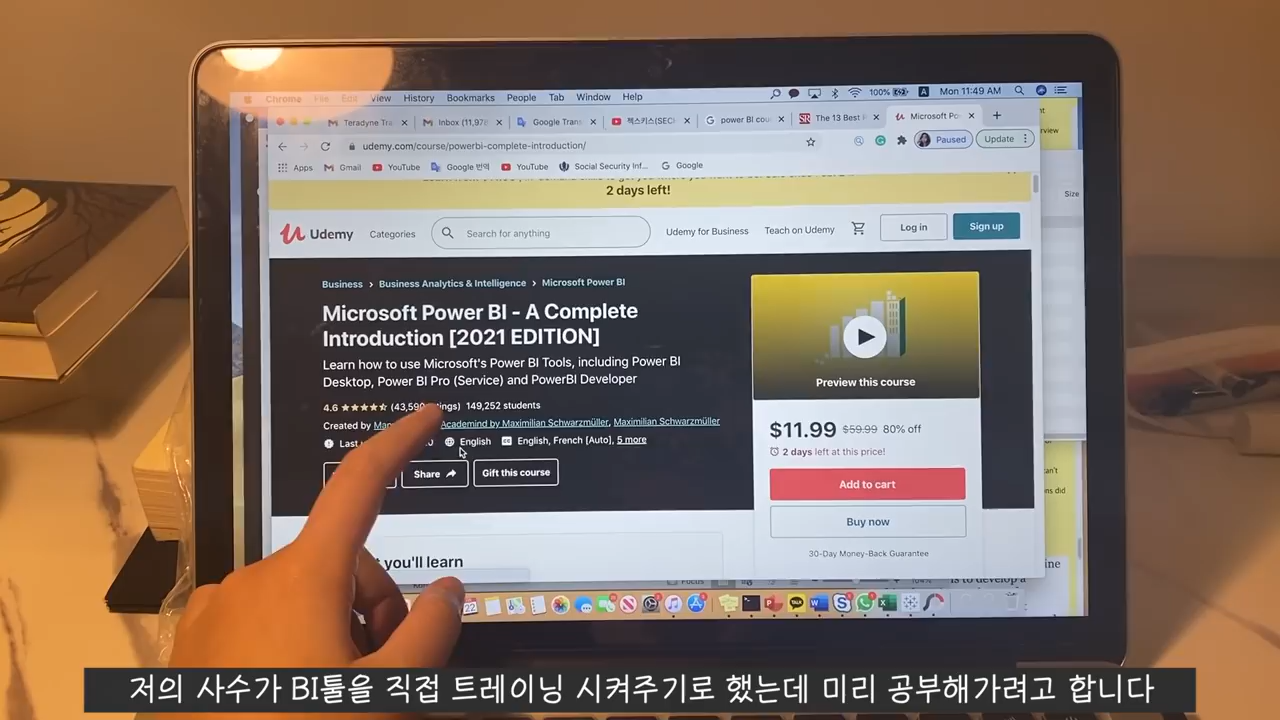 Chrome File Edit View History Bookmarks People Tab Window Help 100% A Mon 11:49 AM
Teradyne Tra Inbox (11,978 Google Trans 젝스키스(SEC power BI cou The 13 Best Microsoft Po
udemy.com/course/powerbi-complete-introduction/ Paused Update
Apps Gmail YouTube Google 번역 YouTube Social Security Inf... Google
Size
2 days left!
Udemy Categories Search for anything Udemy for Business Teach on Udemy Log in Sign up
Business > Business Analytics & Intelligence > Microsoft Power BI
Microsoft Power BI - A Complete
Introduction [2021 EDITION]
Learn how to use Microsoft's Power BI Tools, including Power BI
Desktop, Power BI Pro (Service) and PowerBI Developer
4.6 149,252 students
Created by Academind by Maximilian Schwarzmüller, Maximilian Schwarzmüller
Last English English, French [Auto], 5 more
Share Gift this course
Preview this course
$11.99 $59.99 80% off
2 days left at this price!
Add to cart
Buy now
30-Day Money-Back Guarantee
you'll learn
저의 사수가 BI툴을 직접 트레이닝 시켜주기로 했는데 미리 공부해가려고 합니다